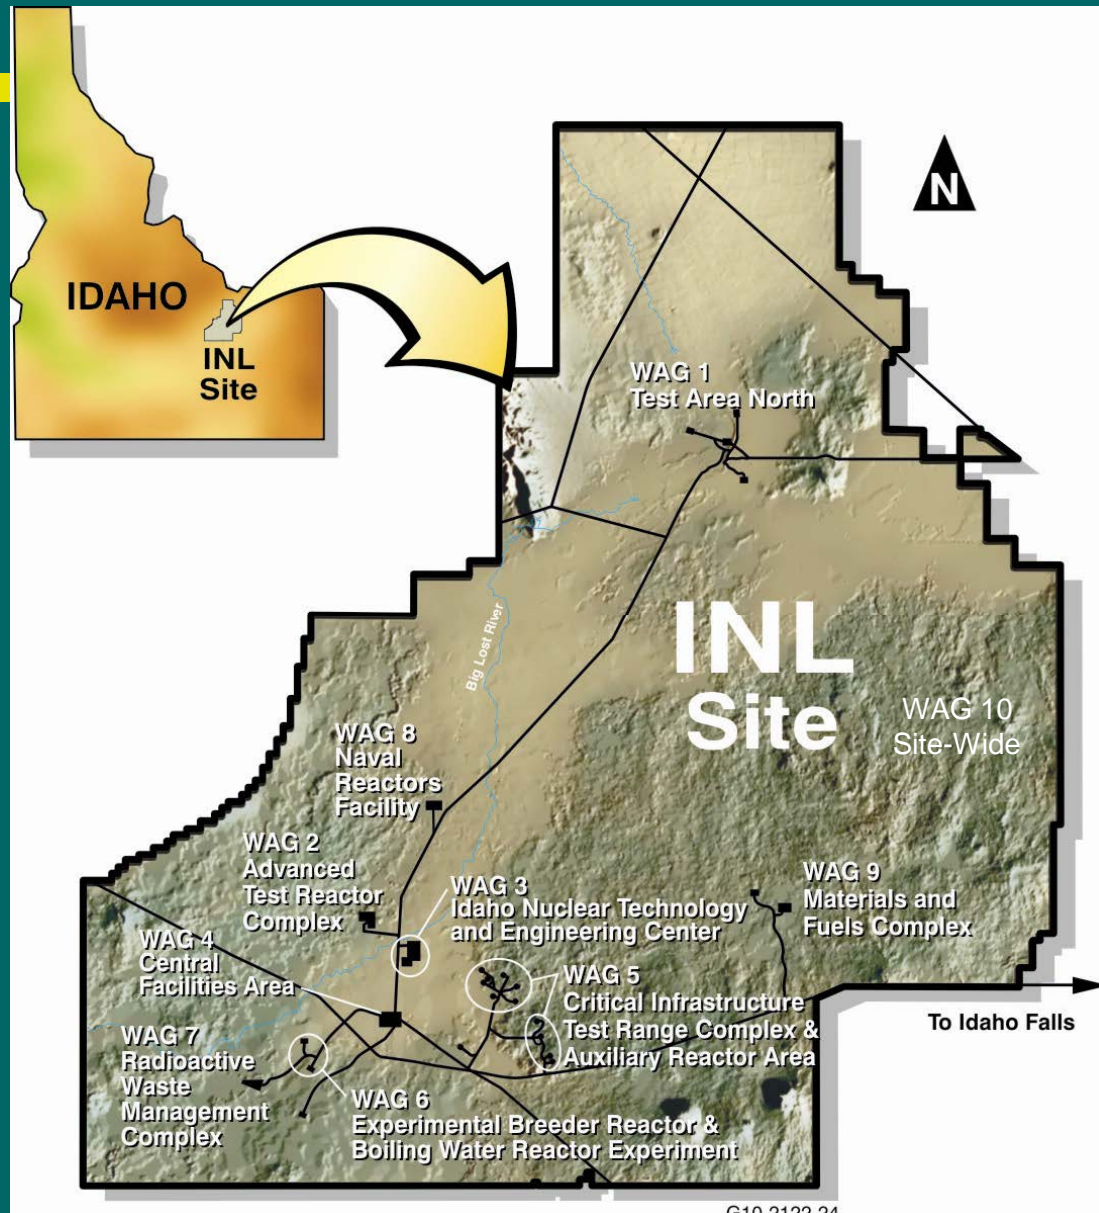 IDAHO
INL
Site
N
WAG 1
Test Area North
Big Lost River
INL
Site
WAG 10
Site-Wide
WAG 8
Naval
Reactors
Facility
WAG 2
Advanced
Test Reactor
Complex
WAG 3
Idaho Nuclear Technology
and Engineering Center
WAG 9
Materials and
Fuels Complex
WAG 4
Central
Facilities Area
WAG 5
Critical Infrastructure
Test Range Complex &
Auxiliary Reactor Area
To Idaho Falls
WAG 7
Radioactive
Waste
Management
Complex
WAG 6
Experimental Breeder Reactor &
Boiling Water Reactor Experiment
G10-2122-24